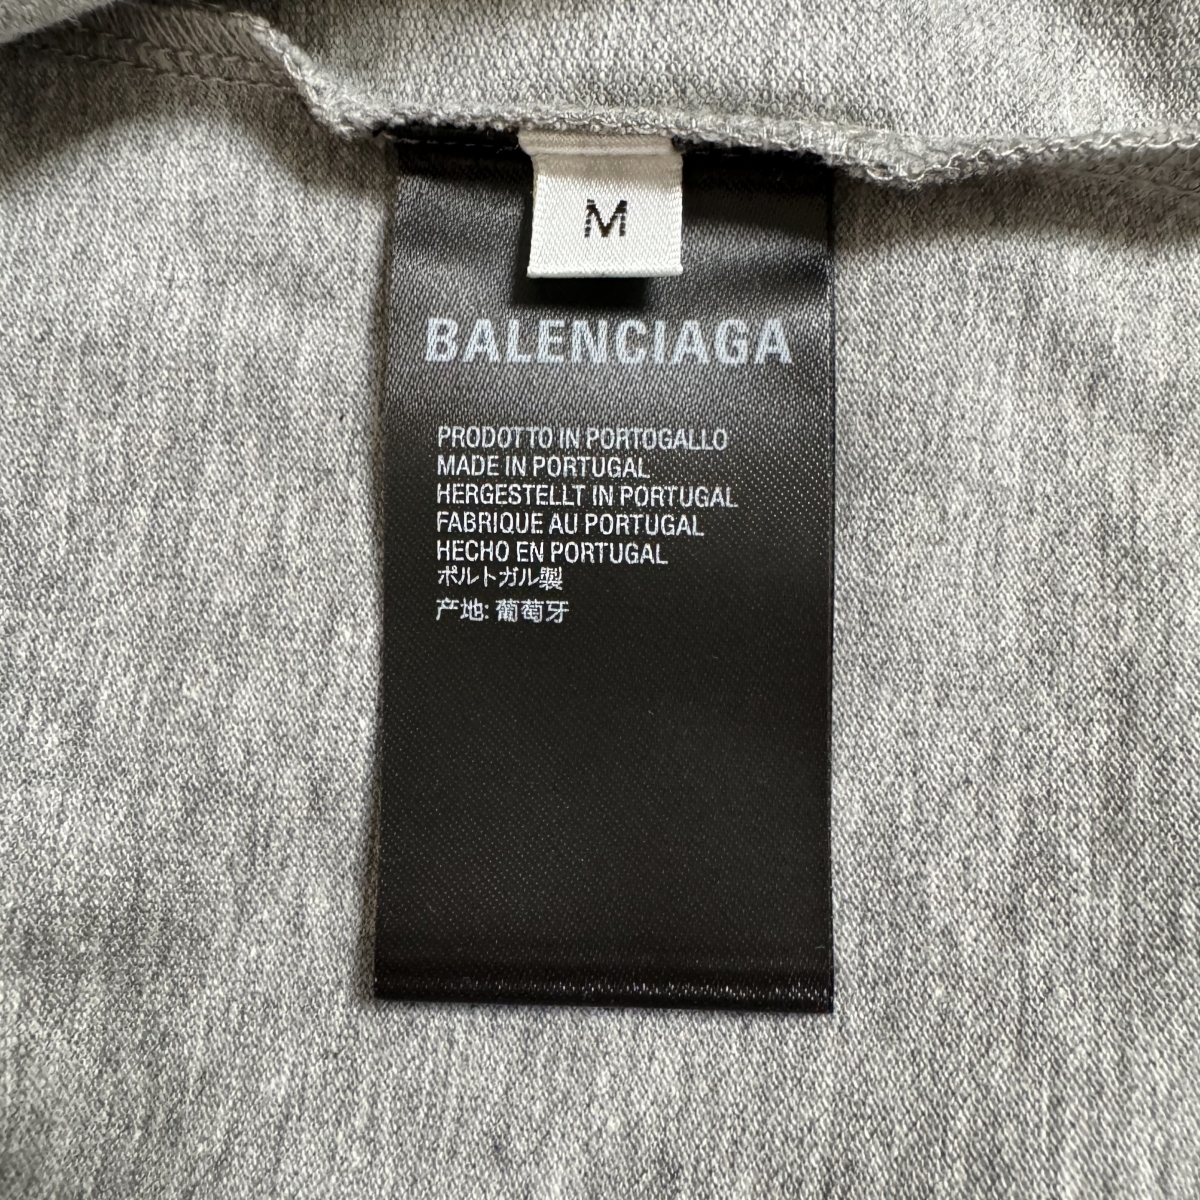 M
BALENCIAGA
PRODOTTO IN PORTOGALLO
MADE IN PORTUGAL
HERGESTELLT IN PORTUGAL
FABRIQUE AU PORTUGAL
HECHO EN PORTUGAL
ポルトガル製
产地: 葡萄牙